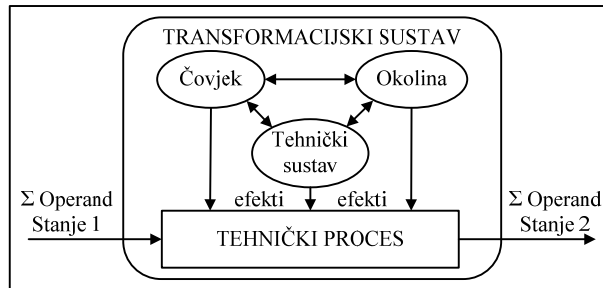 TRANSFORMACIJSKI SUSTAV
Čovjek
Okolina
Tehnički
sustav
Σ Operand
Stanje 1
efekti
efekti
Σ Operand
Stanje 2
TEHNIČKI PROCES